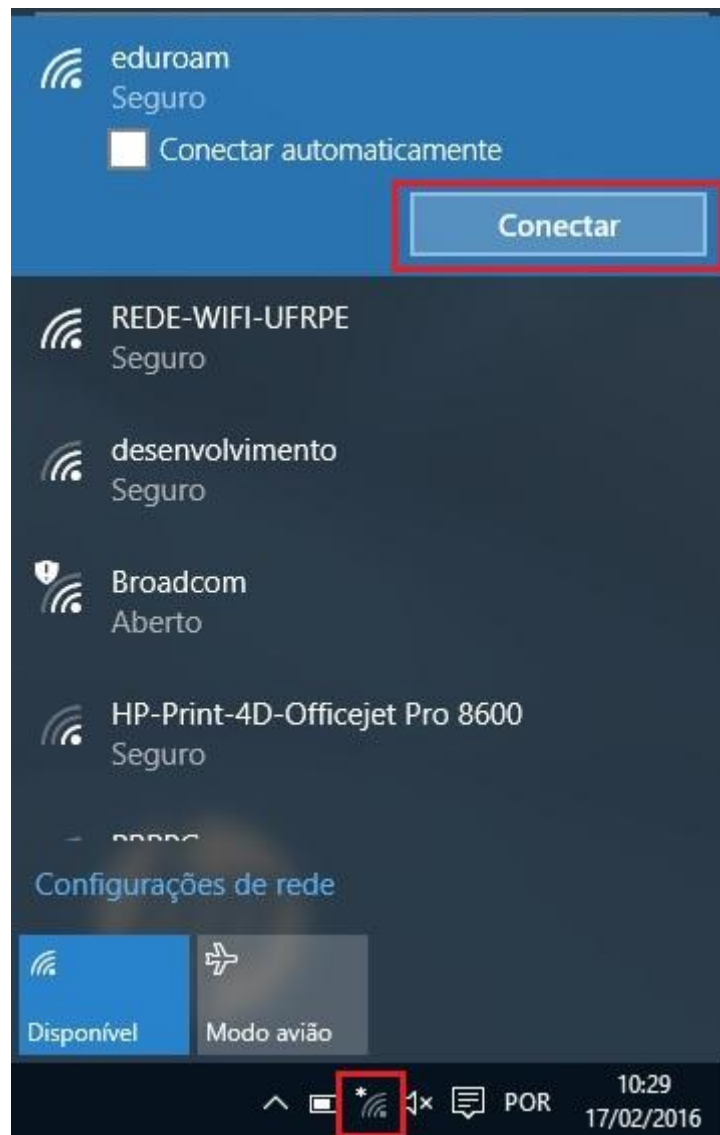 eduroam
Seguro
Conectar automaticamente
Conectar
REDE-WIFI-UFRPE
Seguro
desenvolvimento
Seguro
Broadcom
Aberto
HP-Print-4D-Officejet Pro 8600
Seguro
Configurações de rede
Disponível
Modo avião
POR
10:29
17/02/2016